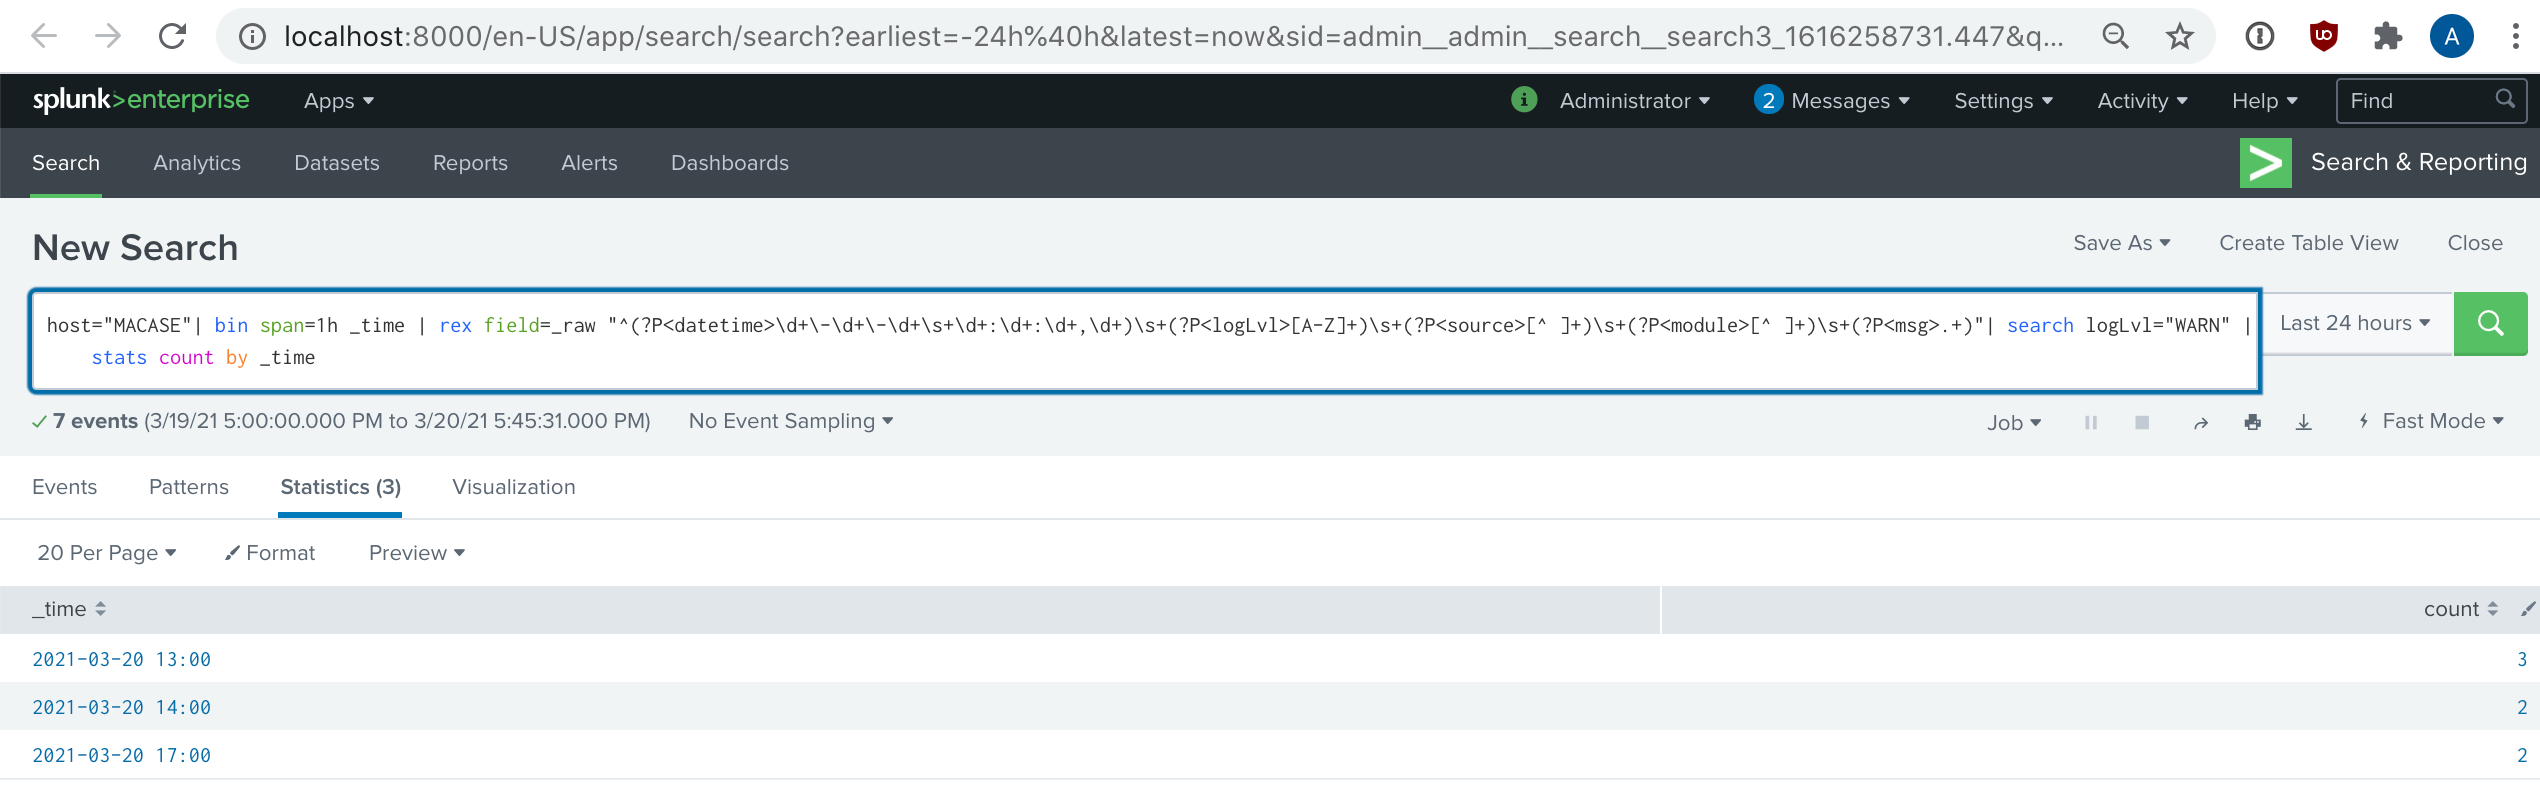 localhost:8000/en-US/app/search/search?earliest=-24h%40h&latest=now&sid=admin__admin__search__search3_1616258731.447&q... A
splunk>enterprise Apps Administrator 2 Messages Settings Activity Help Find
Search Analytics Datasets Reports Alerts Dashboards > Search & Reporting
New Search Save As Create Table View Close
host="MACASE"| bin span=1h _time | rex field=_raw "^(?P<datetime>\d+\-\d+\-\d+\s+\d+:\d+:\d+,\d+)\s+(?P<logLvl>[A-Z]+)\s+(?P<source>[^ ]+)\s+(?P<module>[^ ]+)\s+(?P<msg>.+)"| search logLvl="WARN" | Last 24 hours
stats count by _time
7 events (3/19/21 5:00:00.000 PM to 3/20/21 5:45:31.000 PM) No Event Sampling Job Fast Mode
Events Patterns Statistics (3) Visualization
20 Per Page Format Preview
_time count
2021-03-20 13:00 3
2021-03-20 14:00 2
2021-03-20 17:00 2